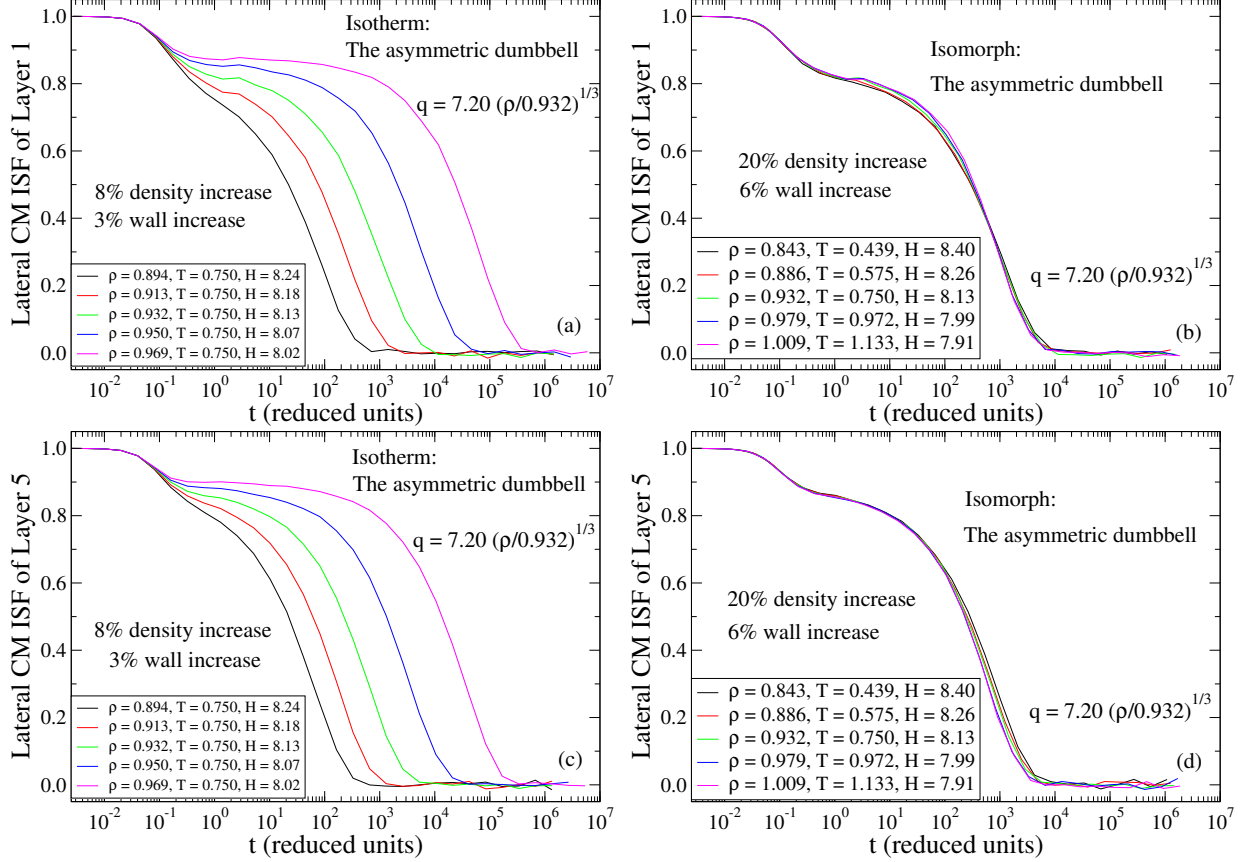 Lateral CM ISF of Layer 1
1.0
0.8
0.6
0.4
0.2
0.0
Isotherm:
The asymmetric dumbbell
q = 7.20 (ρ/0.932)^{1/3}
8% density increase
3% wall increase
ρ = 0.894, T = 0.750, H = 8.24
ρ = 0.913, T = 0.750, H = 8.18
ρ = 0.932, T = 0.750, H = 8.13
ρ = 0.950, T = 0.750, H = 8.07
ρ = 0.969, T = 0.750, H = 8.02
(a)
10^{-2} 10^{-1} 10^{0} 10^{1} 10^{2} 10^{3} 10^{4} 10^{5} 10^{6} 10^{7}
t (reduced units)
Lateral CM ISF of Layer 1
1.0
0.8
0.6
0.4
0.2
0.0
Isomorph:
The asymmetric dumbbell
20% density increase
6% wall increase
ρ = 0.843, T = 0.439, H = 8.40
ρ = 0.886, T = 0.575, H = 8.26
ρ = 0.932, T = 0.750, H = 8.13
ρ = 0.979, T = 0.972, H = 7.99
ρ = 1.009, T = 1.133, H = 7.91
q = 7.20 (ρ/0.932)^{1/3}
(b)
10^{-2} 10^{-1} 10^{0} 10^{1} 10^{2} 10^{3} 10^{4} 10^{5} 10^{6} 10^{7}
t (reduced units)
Lateral CM ISF of Layer 5
1.0
0.8
0.6
0.4
0.2
0.0
Isotherm:
The asymmetric dumbbell
q = 7.20 (ρ/0.932)^{1/3}
8% density increase
3% wall increase
ρ = 0.894, T = 0.750, H = 8.24
ρ = 0.913, T = 0.750, H = 8.18
ρ = 0.932, T = 0.750, H = 8.13
ρ = 0.950, T = 0.750, H = 8.07
ρ = 0.969, T = 0.750, H = 8.02
(c)
10^{-2} 10^{-1} 10^{0} 10^{1} 10^{2} 10^{3} 10^{4} 10^{5} 10^{6} 10^{7}
t (reduced units)
Lateral CM ISF of Layer 5
1.0
0.8
0.6
0.4
0.2
0.0
Isomorph:
The asymmetric dumbbell
20% density increase
6% wall increase
q = 7.20 (ρ/0.932)^{1/3}
ρ = 0.843, T = 0.439, H = 8.40
ρ = 0.886, T = 0.575, H = 8.26
ρ = 0.932, T = 0.750, H = 8.13
ρ = 0.979, T = 0.972, H = 7.99
ρ = 1.009, T = 1.133, H = 7.91
(d)
10^{-2} 10^{-1} 10^{0} 10^{1} 10^{2} 10^{3} 10^{4} 10^{5} 10^{6} 10^{7}
t (reduced units)